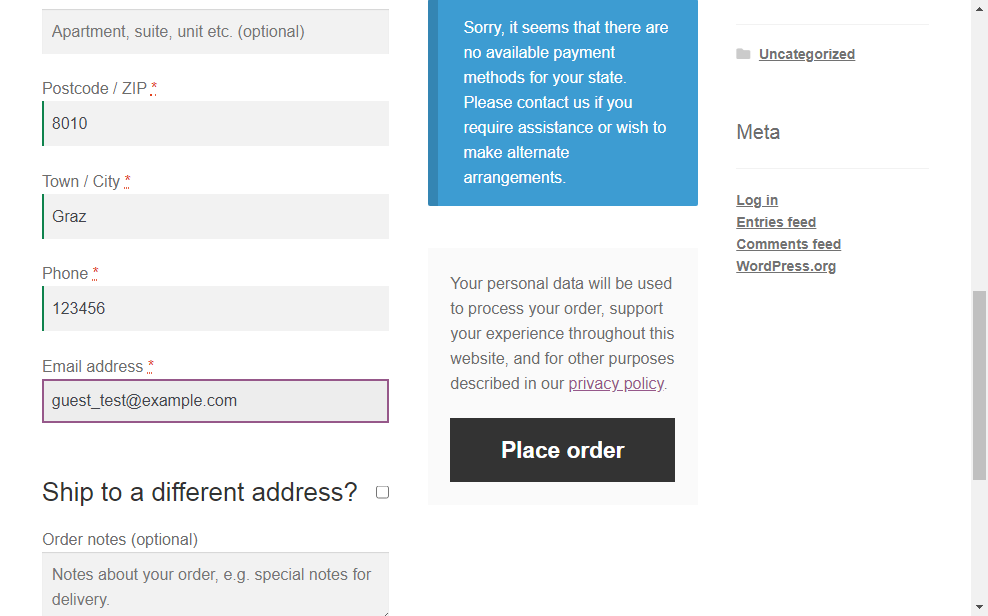 Apartment, suite, unit etc. (optional)
Postcode / ZIP *
8010
Town / City *
Graz
Phone *
123456
Email address *
guest_test@example.com
Ship to a different address?
Order notes (optional)
Notes about your order, e.g. special notes for
delivery.
Sorry, it seems that there are
no available payment
methods for your state.
Please contact us if you
require assistance or wish to
make alternate
arrangements.
Your personal data will be used
to process your order, support
your experience throughout this
website, and for other purposes
described in our privacy policy.
Place order
Uncategorized
Meta
Log in
Entries feed
Comments feed
WordPress.org